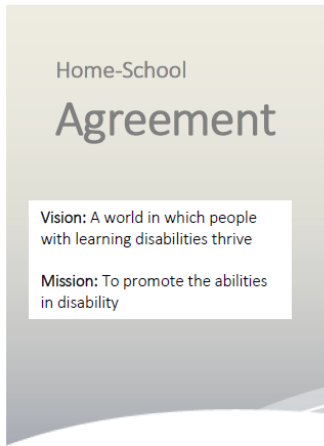 Home-School
Agreement
Vision: A world in which people
with learning disabilities thrive
Mission: To promote the abilities
in disability